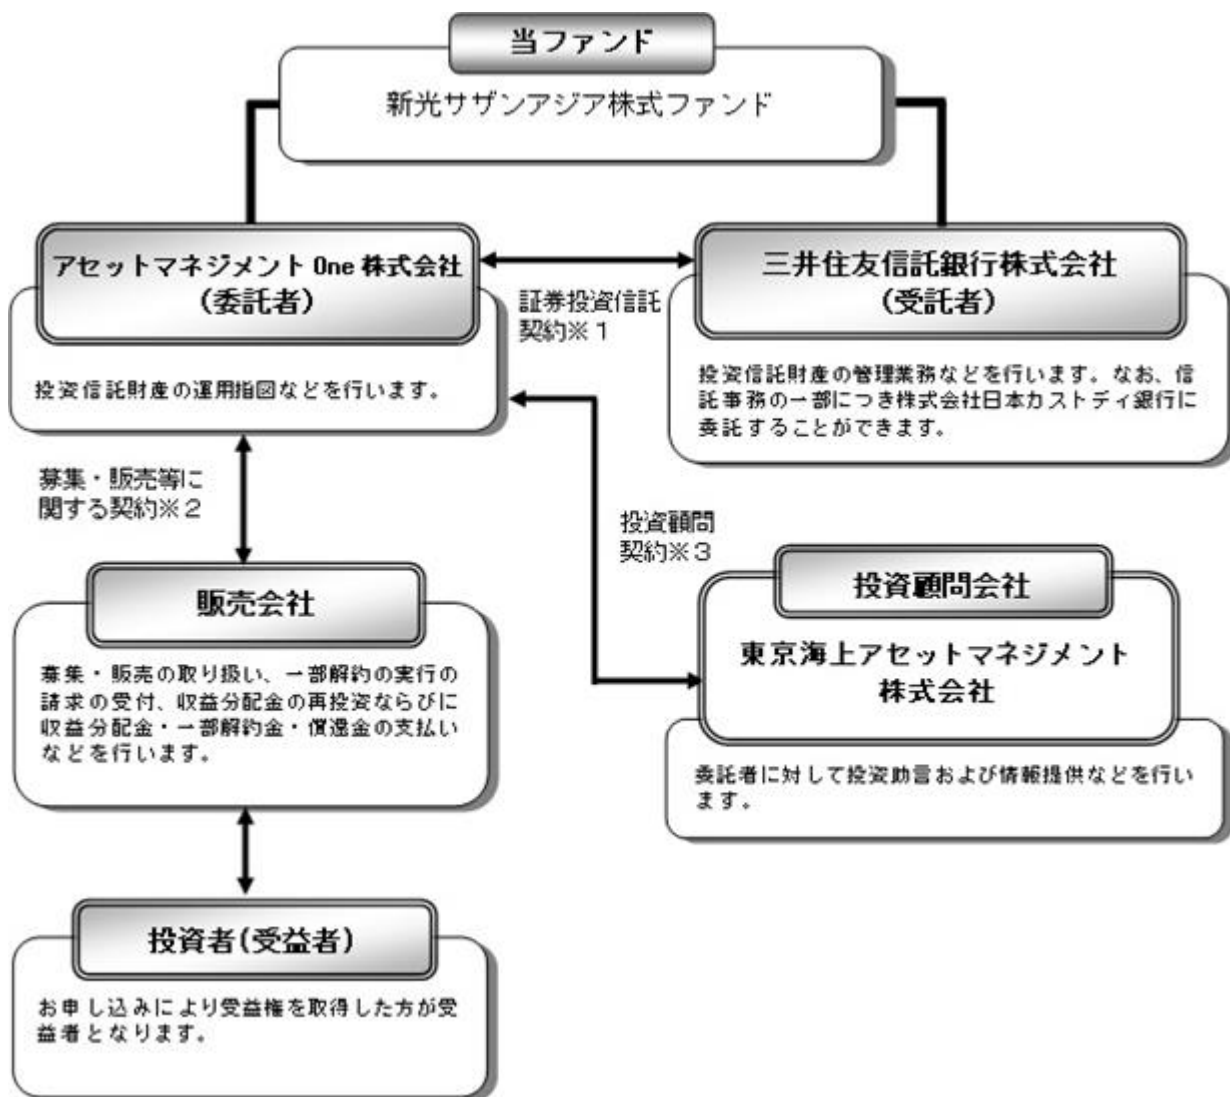 当ファンド
新光サザンアジア株式ファンド
アセットマネジメント One 株式会社
(委託者)
投資信託財産の運用指図などを行います。
証券投資信託
契約※1
三井住友信託銀行株式会社
(受託者)
投資信託財産の管理業務などを行います。なお、信
託事務の一部につき株式会社日本カストディ銀行に
委託することができます。
募集・販売等に
関する契約※2
投資顧問
契約※3
販売会社
募集・販売の取り扱い、一部解約の実行の
請求の受付、収益分配金の再投資ならびに
収益分配金・一部解約金・償還金の支払い
などを行います。
投資顧問会社
東京海上アセットマネジメント
株式会社
委託者に対して投資助言および情報提供などを行い
ます。
投資者(受益者)
お申し込みにより受益権を取得した方が受
益者となります。